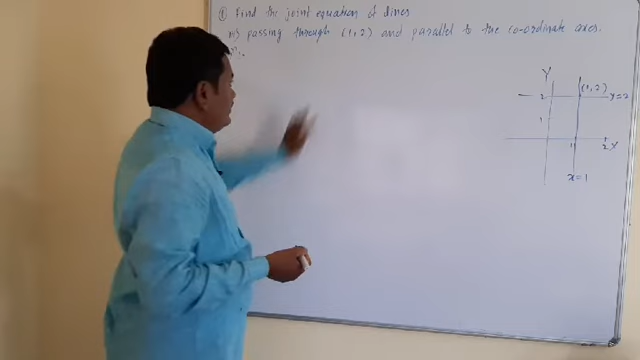 ① Find the joint equation of lines
passing through (1, 2) and parallel to the co-ordinate axes.
Y
(1, 2)
2
y=2
1
1
2
x=1